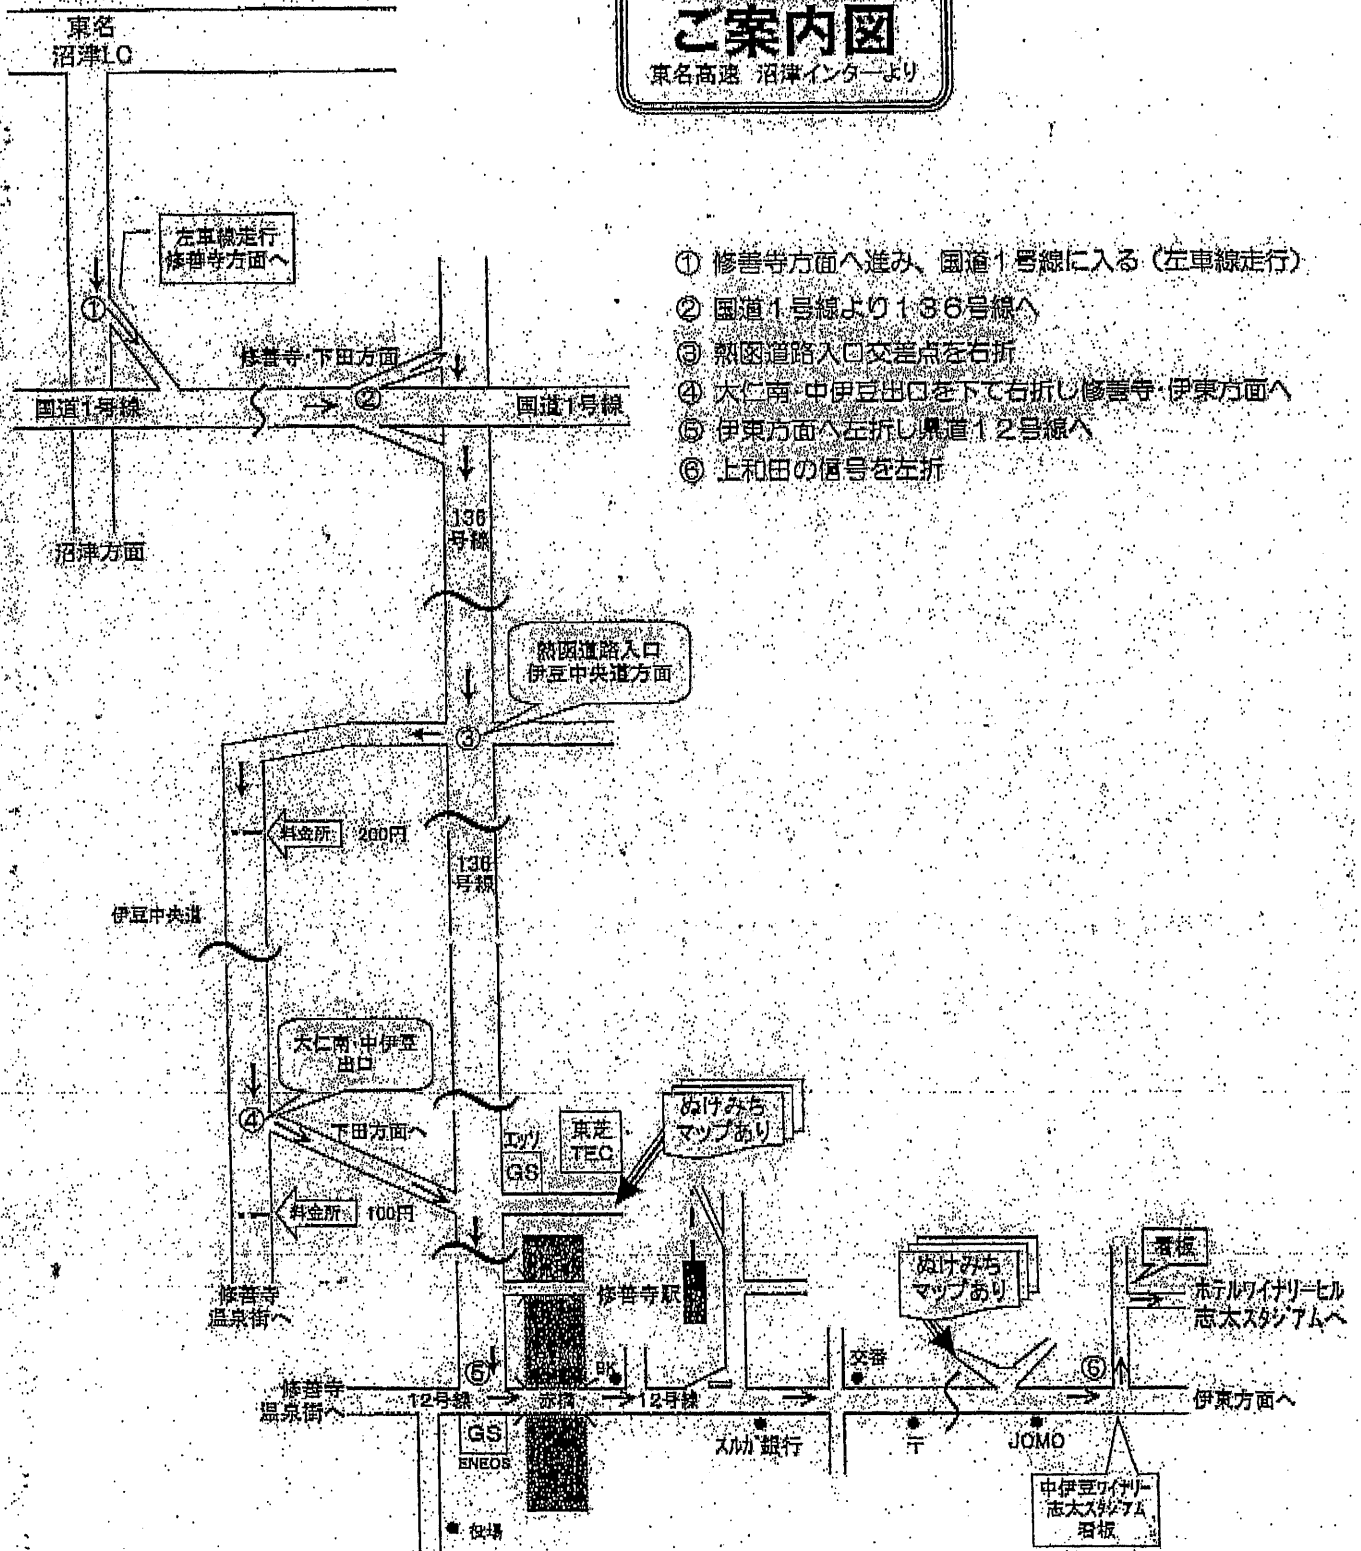 ご案内図
東名高速 沼津インターより
東名
沼津I.C
左車線走行
修善寺方面へ
①
① 修善寺方面へ進み、国道1号線に入る(左車線走行)
② 国道1号線より136号線へ
③ 熱函道路入口交差点を右折
④ 大仁南・中伊豆出口を下て右折し修善寺・伊東方面へ
⑤ 伊東方面へ左折し県道12号線へ
⑥ 上和田の信号を左折
修善寺・下田方面
国道1号線
②
国道1号線
136
号線
沼津方面
熱函道路入口
伊豆中央道方面
③
料金所
200円
136
号線
伊豆中央道
大仁南・中伊豆
出口
④
下田方面へ
エッソ
GS
東芝
TEC
ぬけみち
マップあり
料金所
100円
修善寺
温泉街へ
修善寺駅
ぬけみち
マップあり
看板
ホテルワイナリーヒル
志太スタジアムへ
⑤
BK
交番
⑥
修善寺
温泉街へ
12号線
赤橋
12号線
伊東方面へ
GS
ENEOS
スルガ銀行
〒
JOMO
中伊豆ワイナリー
志太スタジアム
看板
役場